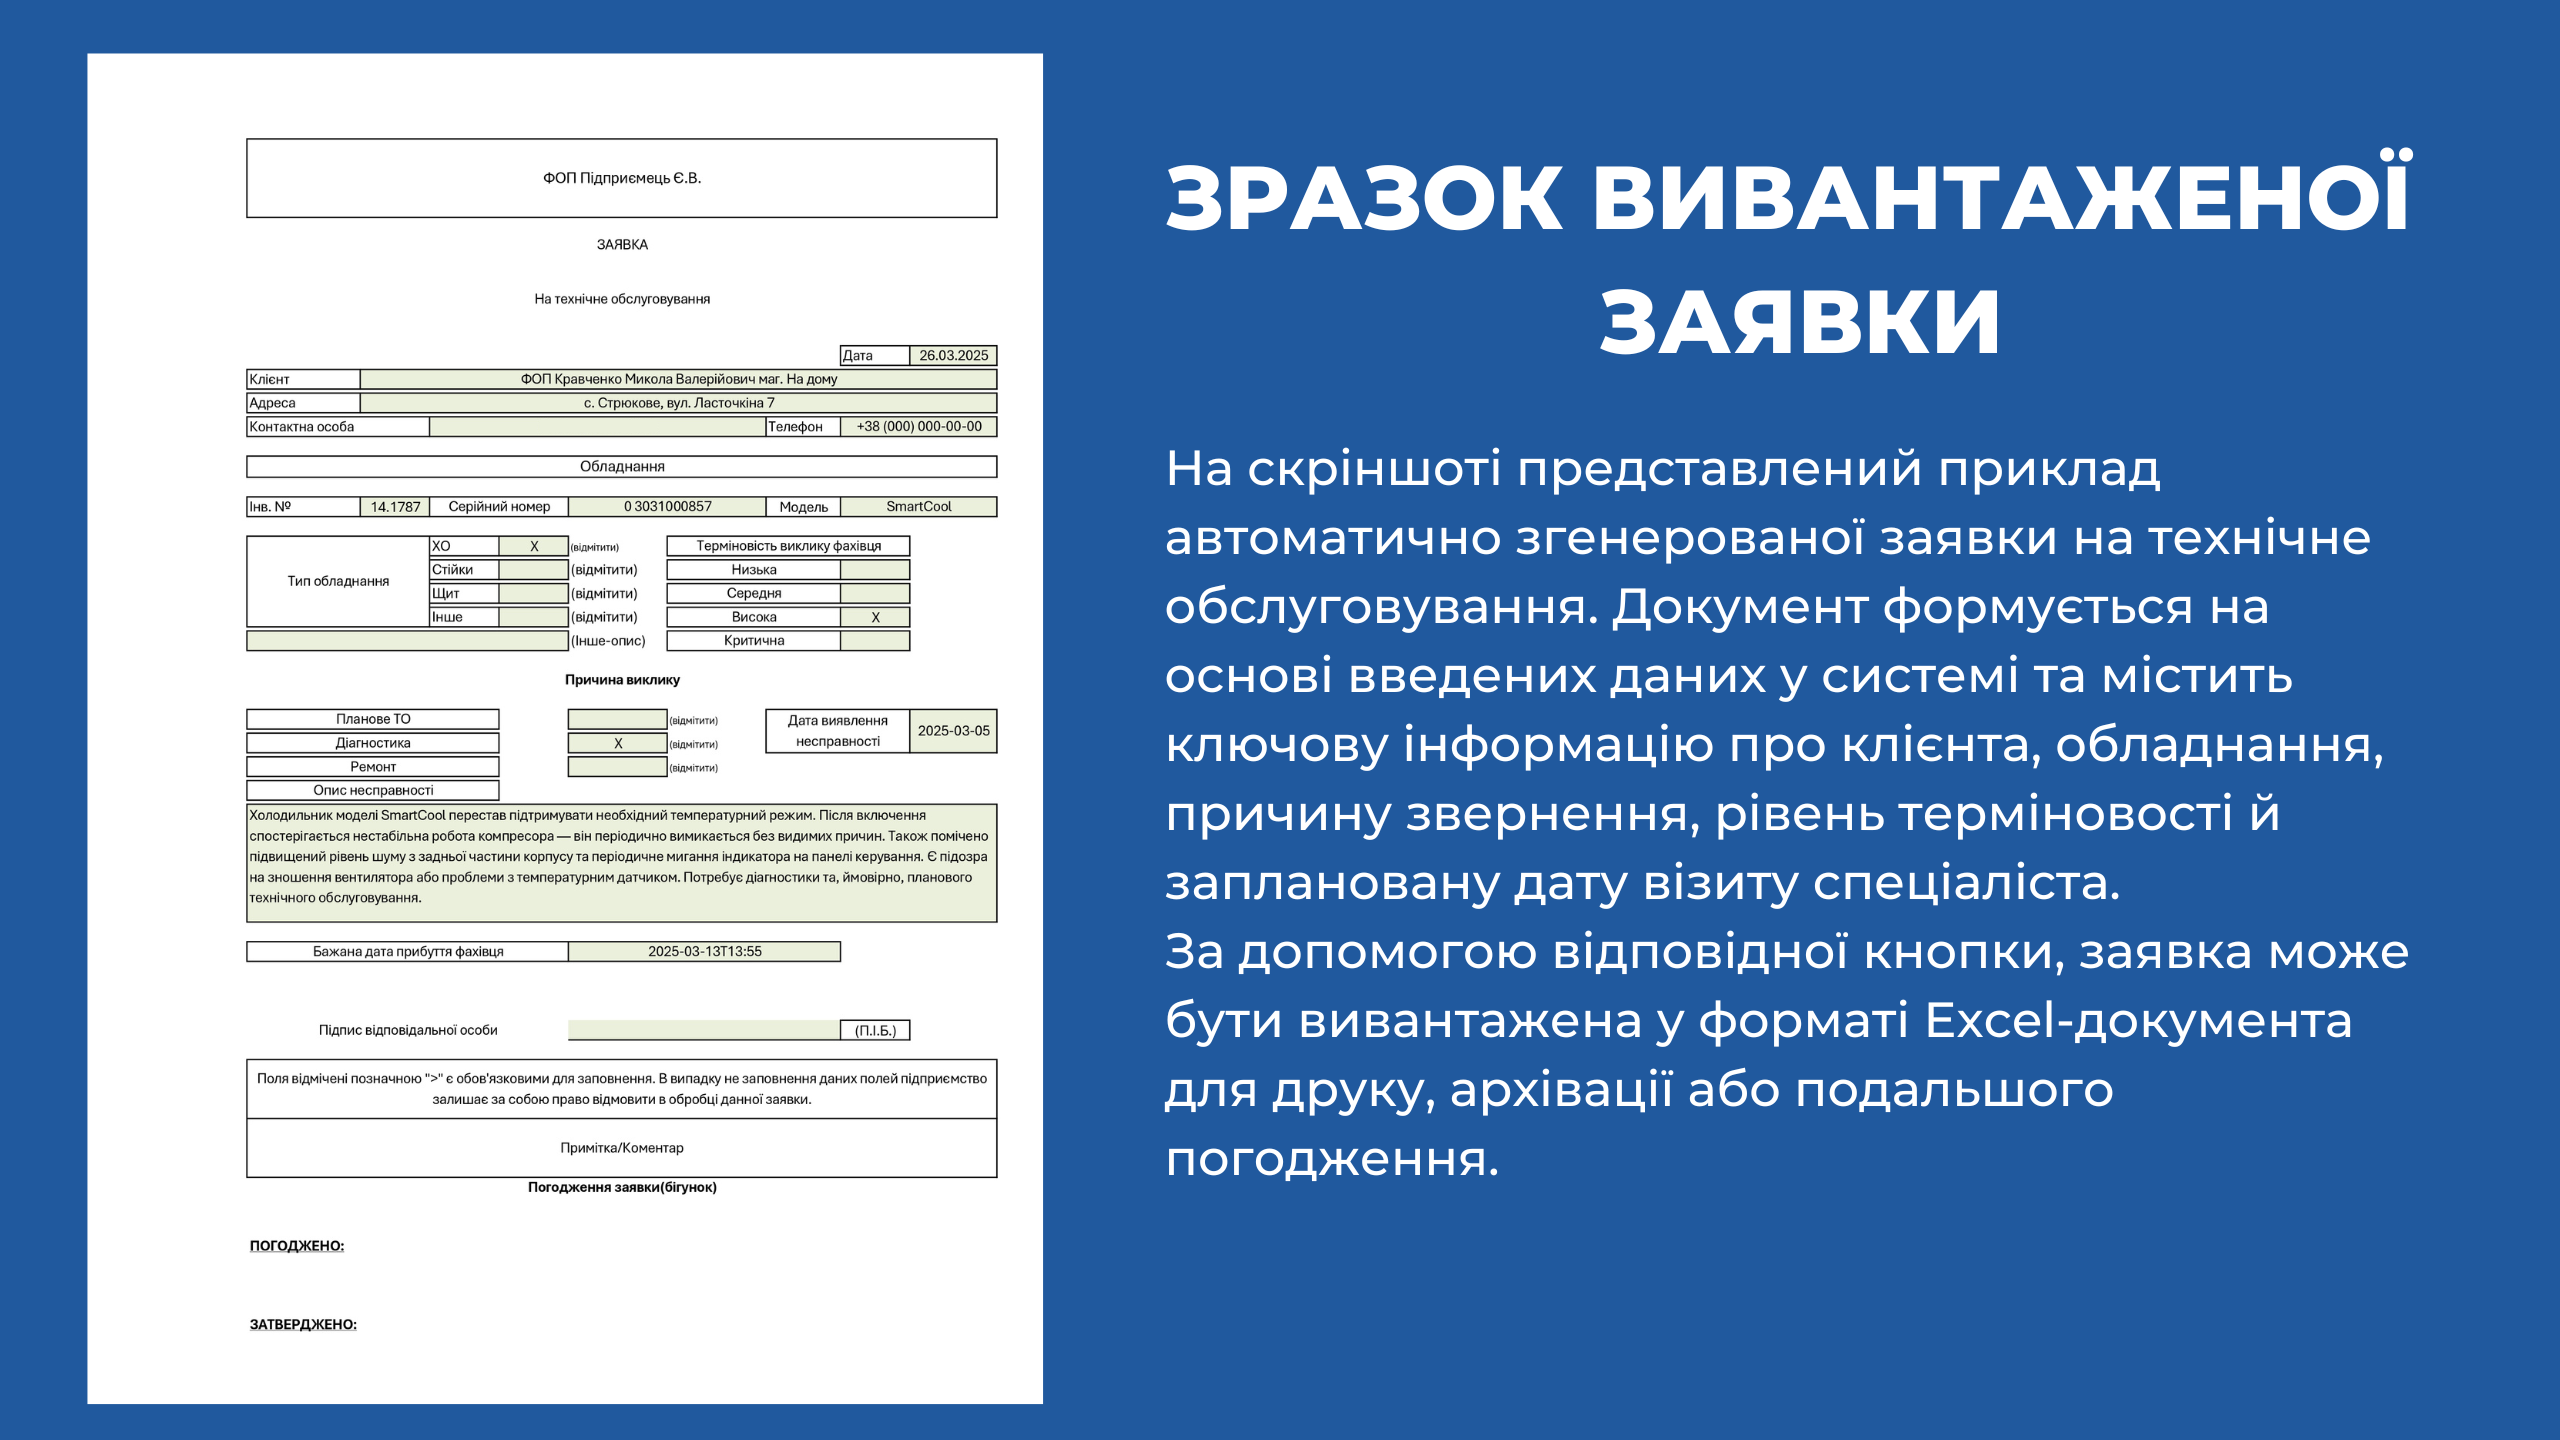 ФОП Підприємець Є.В.
ЗАЯВКА
На технічне обслуговування
Дата 26.03.2025
Клієнт ФОП Кравченко Микола Валерійович маг. На дому
Адреса с. Стрюкове, вул. Ласточкіна 7
Контактна особа Телефон +38 (000) 000-00-00
Обладнання
Інв. № 14.1787 Серійний номер 0 3031000857 Модель SmartCool
Тип обладнання
ХО X (відмітити)
Стійки (відмітити)
Щит (відмітити)
Інше (відмітити)
(Інше-опис)
Терміновість виклику фахівця
Низька
Середня
Висока X
Критична
Причина виклику
Планове ТО (відмітити)
Діагностика X (відмітити)
Ремонт (відмітити)
Дата виявлення
несправності
2025-03-05
Опис несправності
Холодильник моделі SmartCool перестав підтримувати необхідний температурний режим. Після включення
спостерігається нестабільна робота компресора — він періодично вимикається без видимих причин. Також помічено
підвищений рівень шуму з задньої частини корпусу та періодичне мигання індикатора на панелі керування. Є підозра
на зношення вентилятора або проблеми з температурним датчиком. Потребує діагностики та, ймовірно, планового
технічного обслуговування.
Бажана дата прибуття фахівця 2025-03-13T13:55
Підпис відповідальної особи (П.І.Б.)
Поля відмічені позначною ">" є обов'язковими для заповнення. В випадку не заповнення даних полей підприємство
залишає за собою право відмовити в обробці данної заявки.
Примітка/Коментар
Погодження заявки(бігунок)
ПОГОДЖЕНО:
ЗАТВЕРДЖЕНО:
ЗРАЗОК ВИВАНТАЖЕНОЇ
ЗАЯВКИ
На скріншоті представлений приклад
автоматично згенерованої заявки на технічне
обслуговування. Документ формується на
основі введених даних у системі та містить
ключову інформацію про клієнта, обладнання,
причину звернення, рівень терміновості й
заплановану дату візиту спеціаліста.
За допомогою відповідної кнопки, заявка може
бути вивантажена у форматі Excel-документа
для друку, архівації або подальшого
погодження.